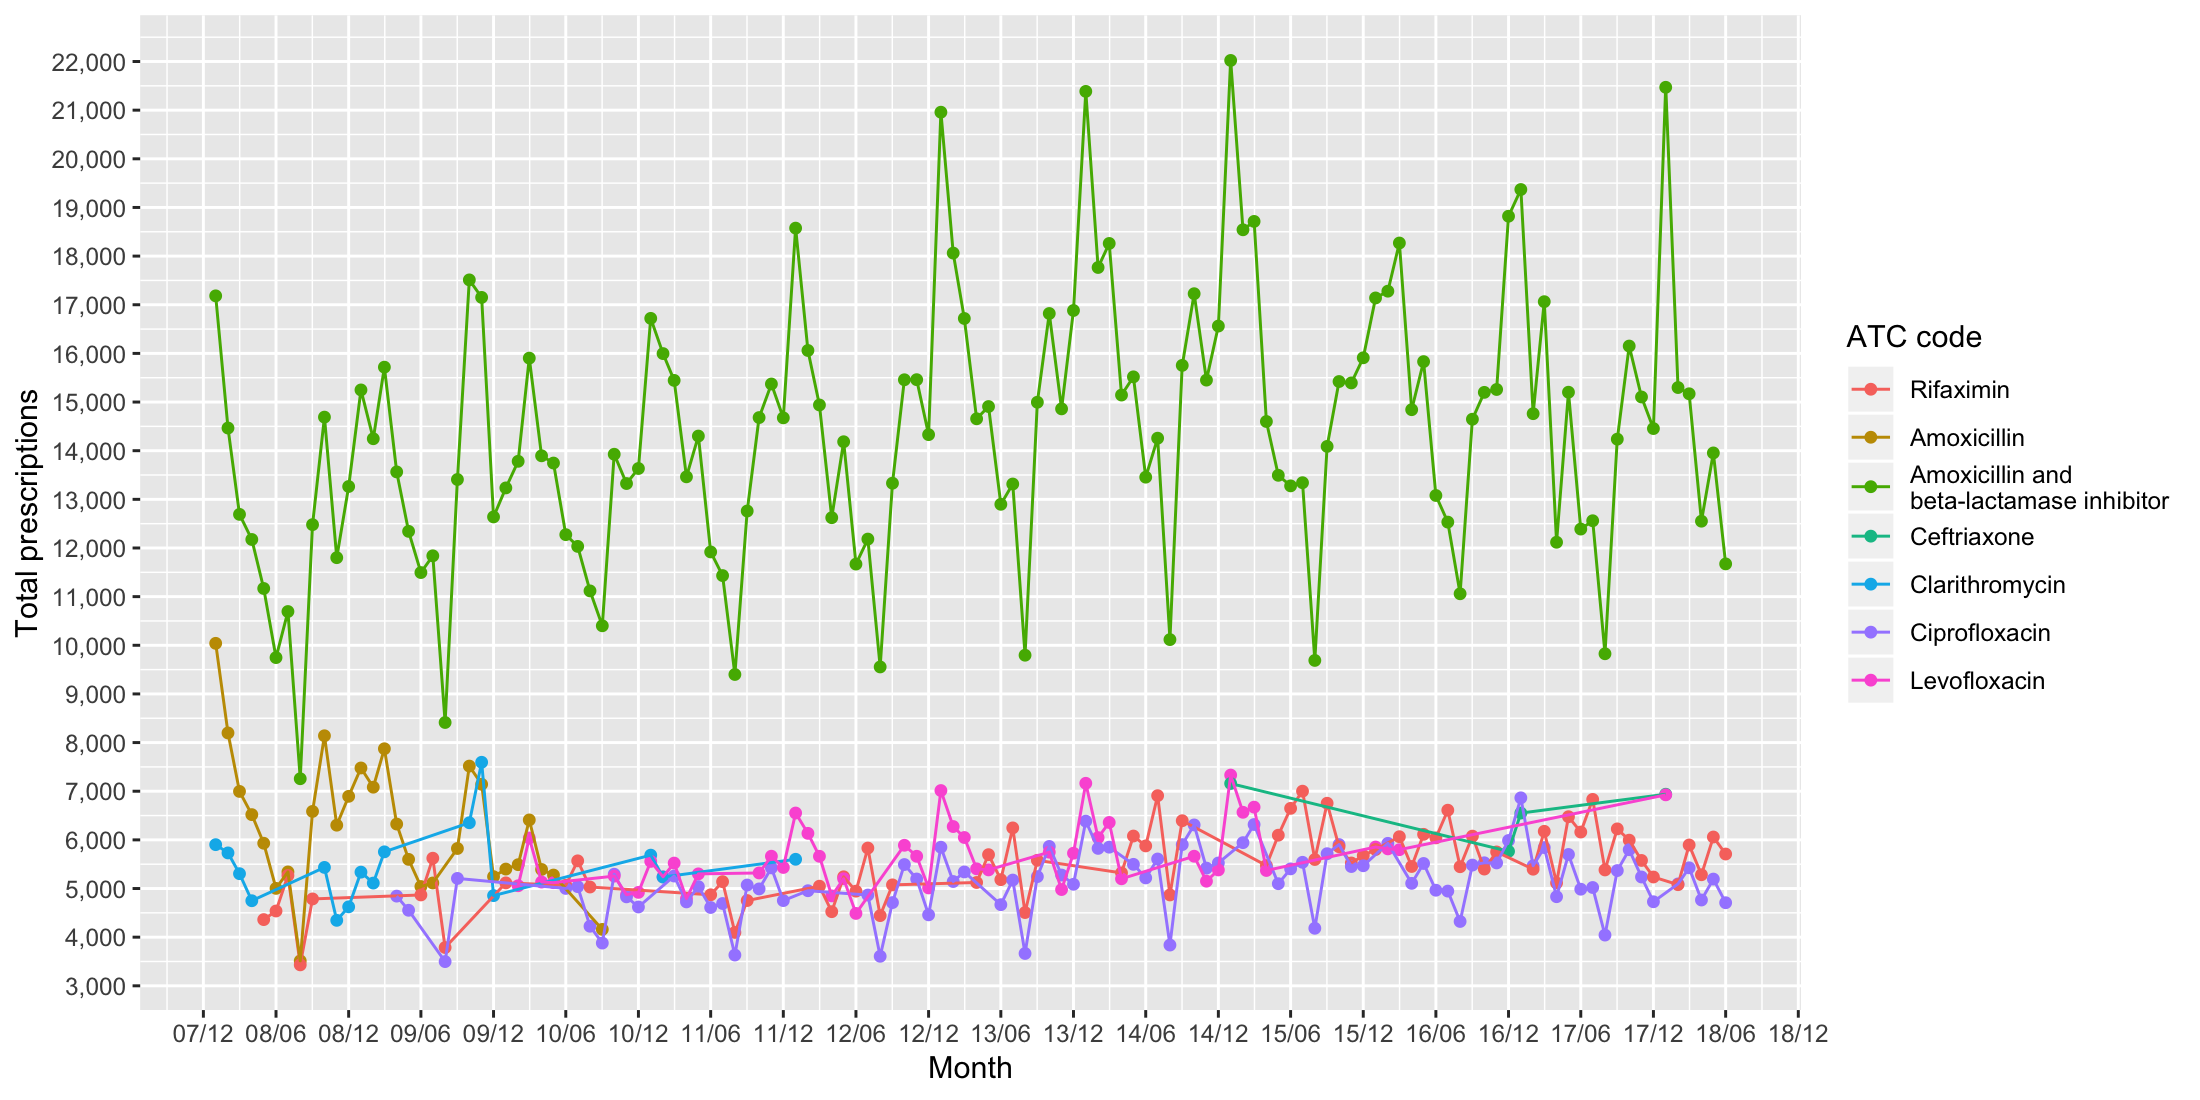 22,000
21,000
20,000
19,000
18,000
17,000
16,000
15,000
14,000
13,000
12,000
11,000
10,000
9,000
8,000
7,000
6,000
5,000
4,000
3,000
Total prescriptions
07/12 08/06 08/12 09/06 09/12 10/06 10/12 11/06 11/12 12/06 12/12 13/06 13/12 14/06 14/12 15/06 15/12 16/06 16/12 17/06 17/12 18/06 18/12
Month
ATC code
Rifaximin
Amoxicillin
Amoxicillin and
beta-lactamase inhibitor
Ceftriaxone
Clarithromycin
Ciprofloxacin
Levofloxacin